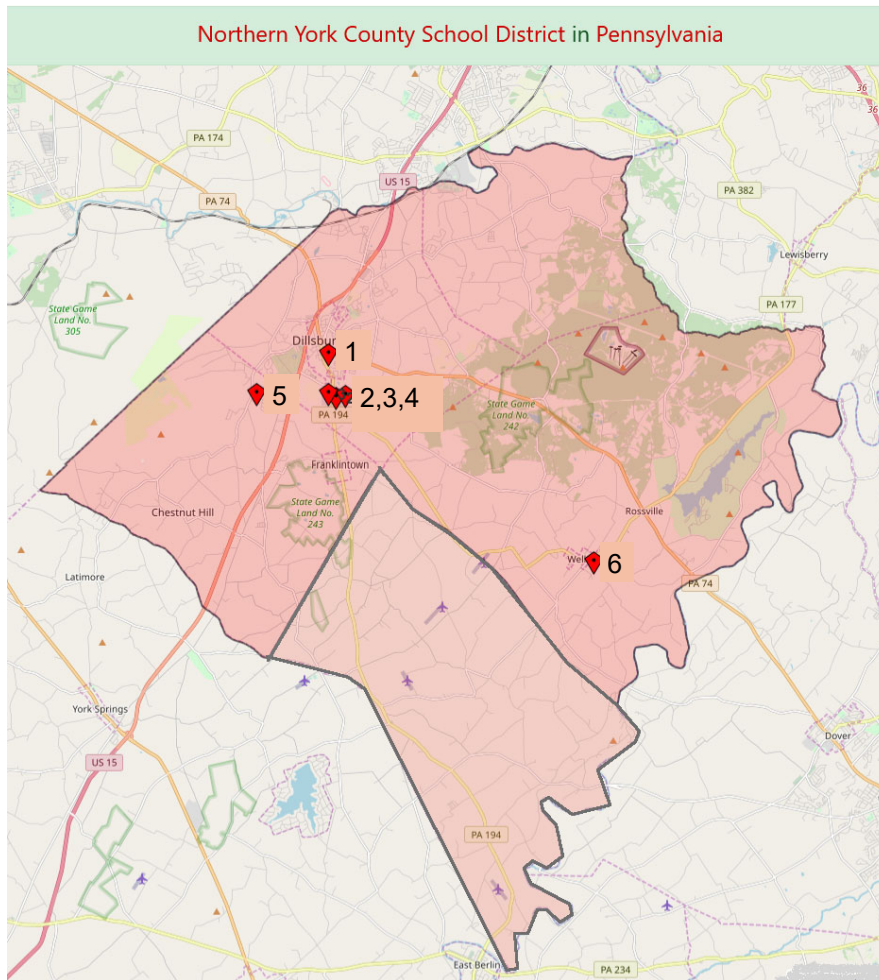 Northern York County School District in Pennsylvania
36
36
PA 174
US 15
PA 382
PA 74
Lewisberry
State Game
Land No.
305
PA 177
Dillsbur
1
5
2,3,4
PA 194
State Game
Land No.
242
Franklintown
State Game
Land No.
243
Chestnut Hill
Rossville
Wel
6
Latimore
PA 74
York Springs
Dover
US 15
PA 194
East Berlin
PA 234